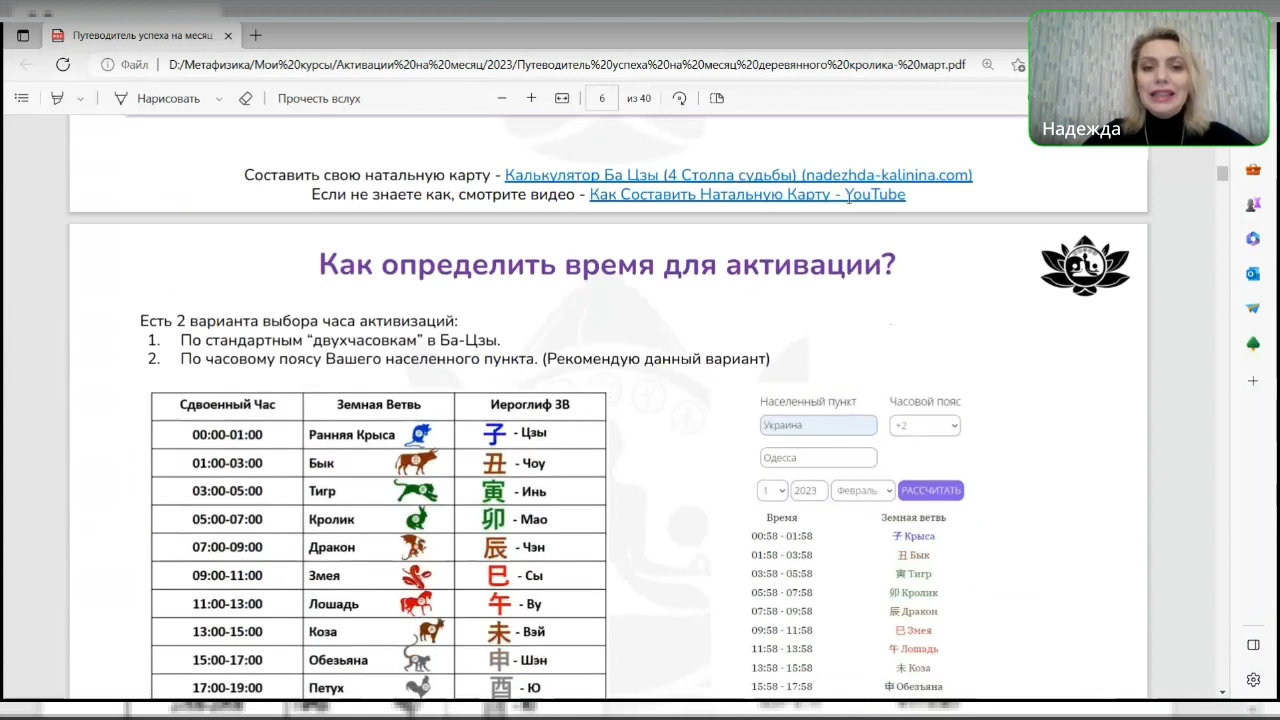 Путеводитель успеха на месяц
Файл
D:/Метафизика/Мои%20курсы/Активации%20на%20месяц/2023/Путеводитель%20успеха%20на%20месяц%20деревянного%20кролика-%20март.pdf
Нарисовать
Прочесть вслух
6
из 40
Надежда
Составить свою натальную карту - Калькулятор Ба Цзы (4 Столпа судьбы) (nadezhda-kalinina.com)
Если не знаете как, смотрите видео - Как Составить Натальную Карту - YouTube
Как определить время для активации?
Есть 2 варианта выбора часа активизаций:
1. По стандартным “двухчасовкам” в Ба-Цзы.
2. По часовому поясу Вашего населенного пункта. (Рекомендую данный вариант)
Сдвоенный Час Земная Ветвь Иероглиф ЗВ
00:00-01:00 Ранняя Крыса 子 - Цзы
01:00-03:00 Бык 丑 - Чоу
03:00-05:00 Тигр 寅 - Инь
05:00-07:00 Кролик 卯 - Мао
07:00-09:00 Дракон 辰 - Чэн
09:00-11:00 Змея 巳 - Сы
11:00-13:00 Лошадь 午 - Ву
13:00-15:00 Коза 未 - Вэй
15:00-17:00 Обезьяна 申 - Шэн
17:00-19:00 Петух 酉 - Ю
Населенный пункт Часовой пояс
Украина +2
Одесса
1 2023 Февраль РАССЧИТАТЬ
Время Земная ветвь
00:58 - 01:58 子 Крыса
01:58 - 03:58 丑 Бык
03:58 - 05:58 寅 Тигр
05:58 - 07:58 卯 Кролик
07:58 - 09:58 辰 Дракон
09:58 - 11:58 巳 Змея
11:58 - 13:58 午 Лошадь
13:58 - 15:58 未 Коза
15:58 - 17:58 申 Обезьяна